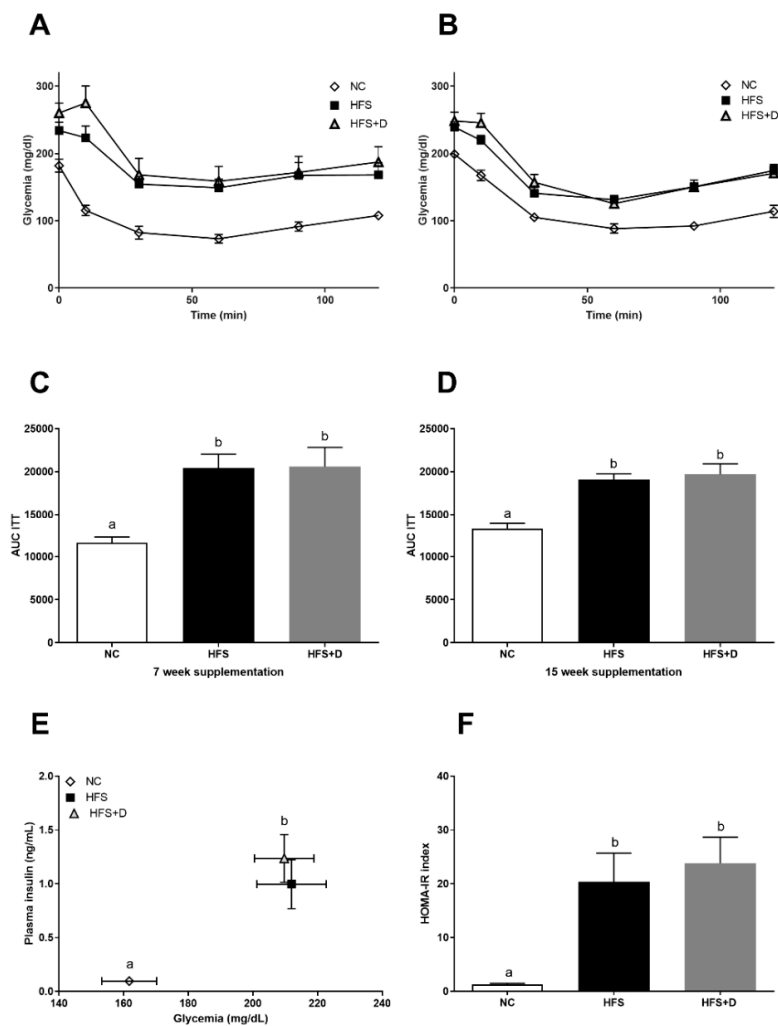 A
B
NC
HFS
HFS+D
300
200
100
0
Glycemia (mg/dl)
0
50
100
Time (min)
NC
HFS
HFS+D
300
200
100
0
Glycemia (mg/dl)
0
50
100
Time (min)
C
D
25000
20000
15000
10000
5000
0
AUC ITT
a
b
b
NC
HFS
HFS+D
7 week supplementation
25000
20000
15000
10000
5000
0
AUC ITT
a
b
b
NC
HFS
HFS+D
15 week supplementation
E
F
NC
HFS
HFS+D
2.0
1.5
1.0
0.5
0.0
Plasma insulin (ng/mL)
b
a
140
160
180
200
220
240
Glycemia (mg/dL)
40
30
20
10
0
HOMA-IR index
a
b
b
NC
HFS
HFS+D